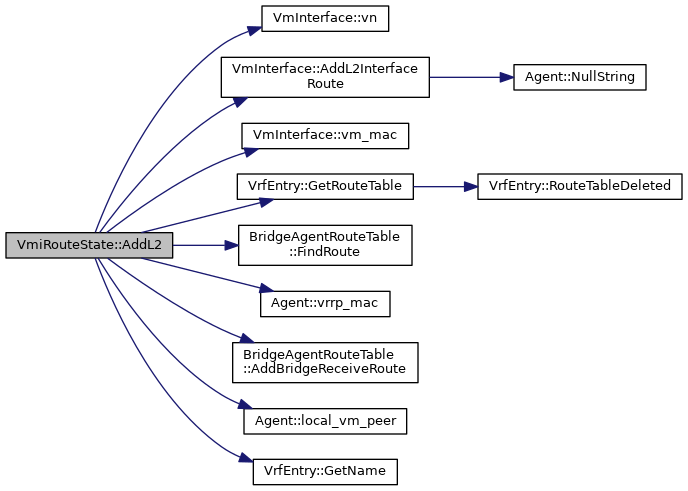 VmInterface::vn
VmInterface::AddL2Interface
Route
Agent::NullString
VmInterface::vm_mac
VrfEntry::GetRouteTable
VrfEntry::RouteTableDeleted
VmiRouteState::AddL2
BridgeAgentRouteTable
::FindRoute
Agent::vrrp_mac
BridgeAgentRouteTable
::AddBridgeReceiveRoute
Agent::local_vm_peer
VrfEntry::GetName